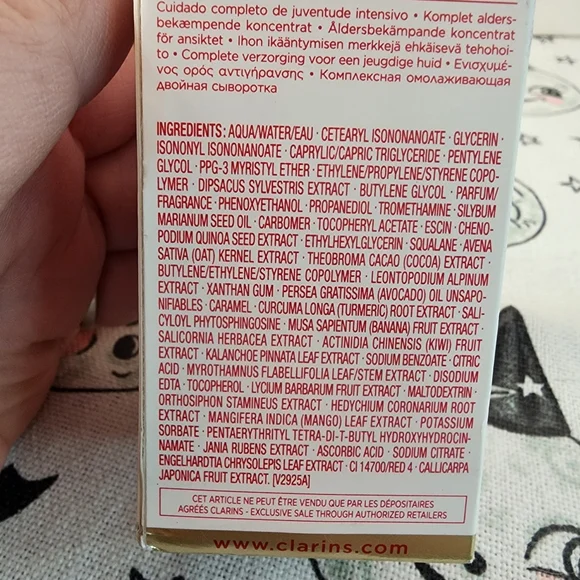 Cuidado completo de juventude intensivo • Komplet alders-
bekæmpende koncentrat • Åldersbekämpande koncentrat
för ansiktet • Ihon ikääntymisen merkkejä ehkäisevä tehohoi-
to • Complete verzorging voor een jeugdige huid • Ενισχυμέ-
νος ορός αντιγήρανσης • Комплексная омолаживающая
двойная сыворотка
INGREDIENTS: AQUA/WATER/EAU · CETEARYL ISONONANOATE · GLYCERIN ·
ISONONYL ISONONANOATE · CAPRYLIC/CAPRIC TRIGLYCERIDE · PENTYLENE
GLYCOL · PPG-3 MYRISTYL ETHER · ETHYLENE/PROPYLENE/STYRENE COPO-
LYMER · DIPSACUS SYLVESTRIS EXTRACT · BUTYLENE GLYCOL · PARFUM/
FRAGRANCE · PHENOXYETHANOL · PROPANEDIOL · TROMETHAMINE · SILYBUM
MARIANUM SEED OIL · CARBOMER · TOCOPHERYL ACETATE · ESCIN · CHENO-
PODIUM QUINOA SEED EXTRACT · ETHYLHEXYLGLYCERIN · SQUALANE · AVENA
SATIVA (OAT) KERNEL EXTRACT · THEOBROMA CACAO (COCOA) EXTRACT ·
BUTYLENE/ETHYLENE/STYRENE COPOLYMER · LEONTOPODIUM ALPINUM
EXTRACT · XANTHAN GUM · PERSEA GRATISSIMA (AVOCADO) OIL UNSAPO-
NIFIABLES · CARAMEL · CURCUMA LONGA (TURMERIC) ROOT EXTRACT · SALI-
CYLOYL PHYTOSPHINGOSINE · MUSA SAPIENTUM (BANANA) FRUIT EXTRACT ·
SALICORNIA HERBACEA EXTRACT · ACTINIDIA CHINENSIS (KIWI) FRUIT
EXTRACT · KALANCHOE PINNATA LEAF EXTRACT · SODIUM BENZOATE · CITRIC
ACID · MYROTHAMNUS FLABELLIFOLIA LEAF/STEM EXTRACT · DISODIUM
EDTA · TOCOPHEROL · LYCIUM BARBARUM FRUIT EXTRACT · MALTODEXTRIN ·
ORTHOSIPHON STAMINEUS EXTRACT · HEDYCHIUM CORONARIUM ROOT
EXTRACT · MANGIFERA INDICA (MANGO) LEAF EXTRACT · POTASSIUM
SORBATE · PENTAERYTHRITYL TETRA-DI-T-BUTYL HYDROXYHYDROCIN-
NAMATE · JANIA RUBENS EXTRACT · ASCORBIC ACID · SODIUM CITRATE ·
ENGELHARDTIA CHRYSOLEPIS LEAF EXTRACT · CI 14700/RED 4 · CALLICARPA
JAPONICA FRUIT EXTRACT. [V2925A]
CET ARTICLE NE PEUT ÊTRE VENDU QUE PAR LES DÉPOSITAIRES
AGRÉÉS CLARINS - EXCLUSIVE SALE THROUGH AUTHORIZED RETAILERS
www.clarins.com